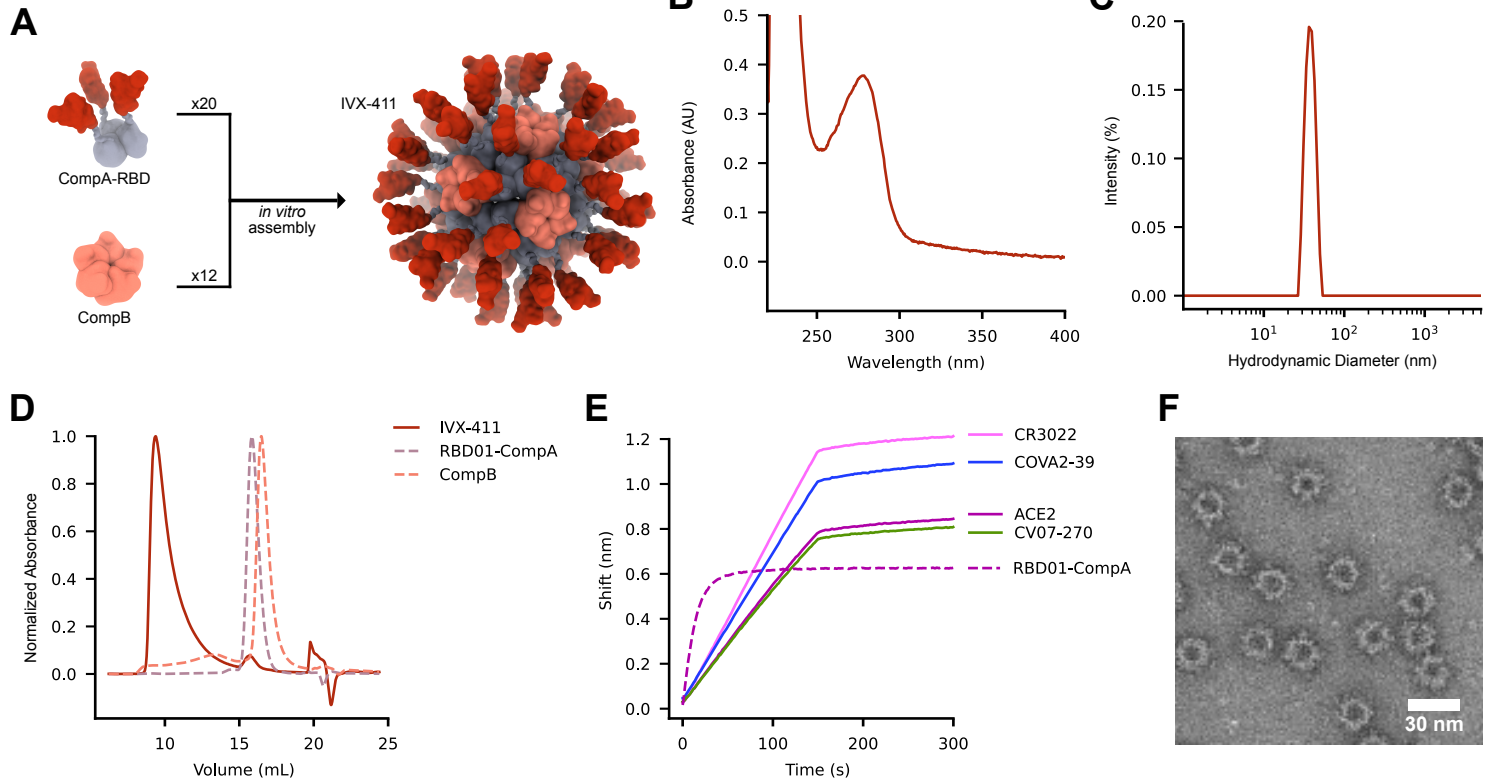 A
x20
CompA-RBD
x12
CompB
in vitro
assembly
IVX-411
B
0.5
0.4
0.3
0.2
0.1
0.0
Absorbance (AU)
250
300
350
400
Wavelength (nm)
C
0.20
0.15
0.10
0.05
0.00
Intensity (%)
10¹
10²
10³
Hydrodynamic Diameter (nm)
D
IVX-411
RBD01-CompA
CompB
1.0
0.8
0.6
0.4
0.2
0.0
Normalized Absorbance
10
15
20
25
Volume (mL)
E
1.2
1.0
0.8
0.6
0.4
0.2
0.0
Shift (nm)
0
100
200
300
Time (s)
CR3022
COVA2-39
ACE2
CV07-270
RBD01-CompA
F
30 nm